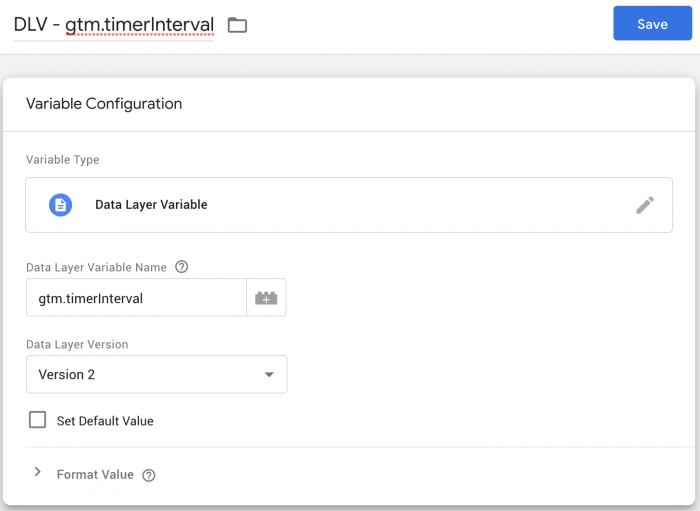 DLV - gtm.timerInterval
Save
Variable Configuration
Variable Type
Data Layer Variable
Data Layer Variable Name
gtm.timerInterval
Data Layer Version
Version 2
Set Default Value
Format Value